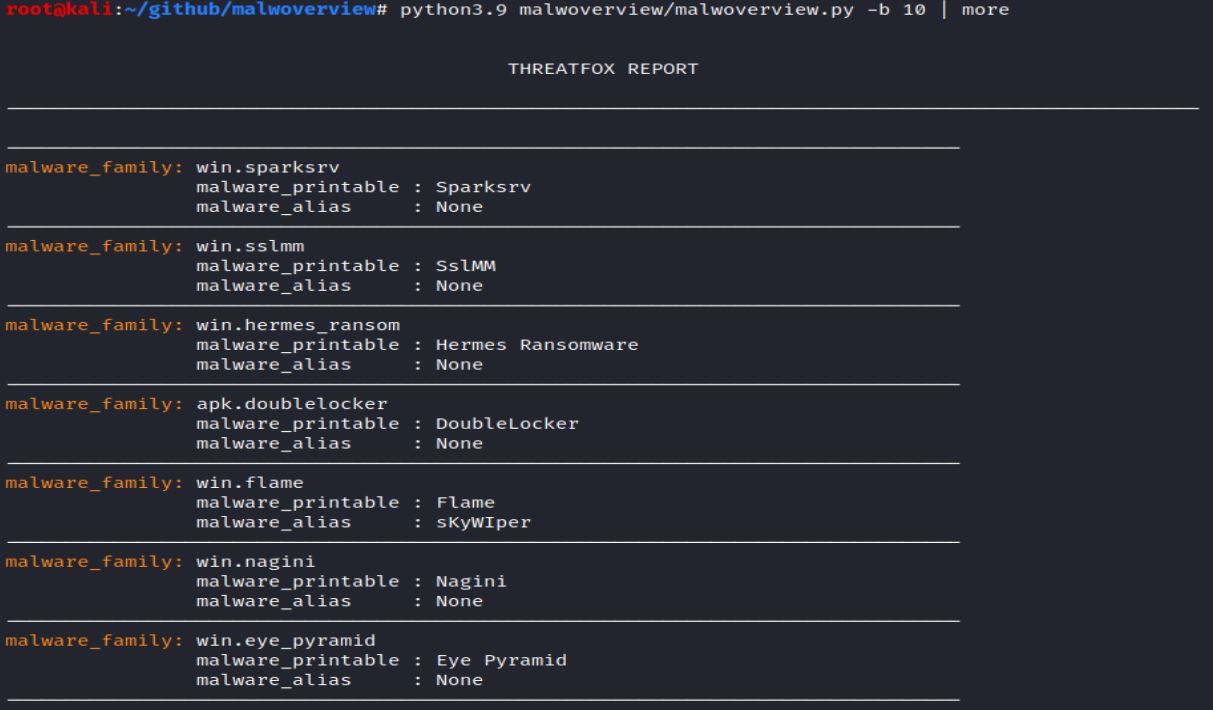 root@kali:~/github/malwoverview# python3.9 malwoverview/malwoverview.py -b 10 | more
THREATFOX REPORT
malware_family: win.sparksrv
malware_printable : Sparksrv
malware_alias : None
malware_family: win.sslmm
malware_printable : SslMM
malware_alias : None
malware_family: win.hermes_ransom
malware_printable : Hermes Ransomware
malware_alias : None
malware_family: apk.doublelocker
malware_printable : DoubleLocker
malware_alias : None
malware_family: win.flame
malware_printable : Flame
malware_alias : sKyWIper
malware_family: win.nagini
malware_printable : Nagini
malware_alias : None
malware_family: win.eye_pyramid
malware_printable : Eye Pyramid
malware_alias : None